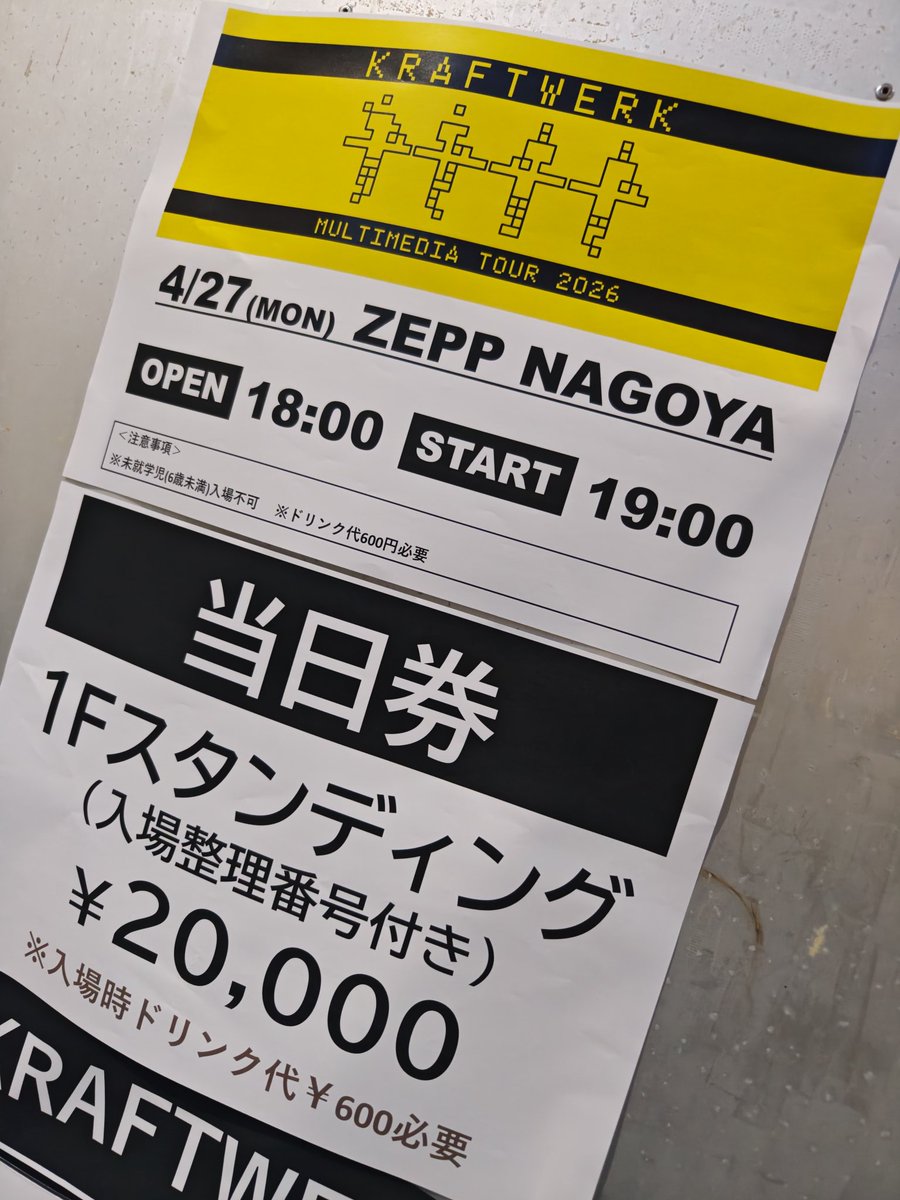 KRAFTWERK
MULTIMEDIA TOUR 2026
4/27(MON) ZEPP NAGOYA
OPEN 18:00 START 19:00
＜注意事項＞
※未就学児(6歳未満)入場不可 ※ドリンク代600円必要
当日券
1Fスタンディング
（入場整理番号付き）
￥20,000
※入場時ドリンク代￥600必要
KRAFTWE